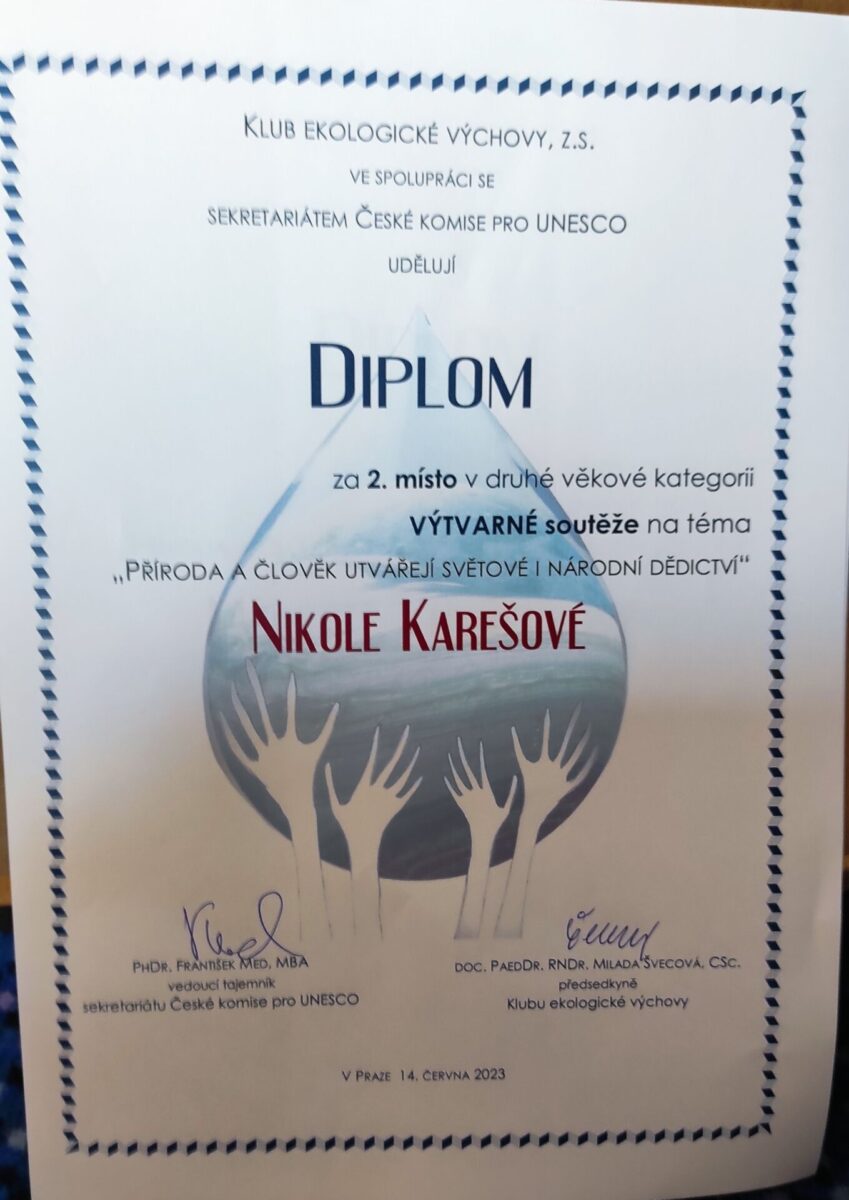 KLUB EKOLOGICKÉ VÝCHOVY, Z.S.
VE SPOLUPRÁCI SE
SEKRETARIÁTEM ČESKÉ KOMISE PRO UNESCO
UDĚLUJÍ
DIPLOM
za 2. místo v druhé věkové kategorii
VÝTVARNÉ soutěže na téma
„PŘÍRODA A ČLOVĚK UTVÁŘEJÍ SVĚTOVÉ I NÁRODNÍ DĚDICTVÍ“
NIKOLE KAREŠOVÉ
PHDR. FRANTIŠEK MED, MBA
vedoucí tajemník
sekretariátu České komise pro UNESCO
DOC. PAEDDR. RNDR. MILADA ŠVECOVÁ, CSC.
předsedkyně
Klubu ekologické výchovy
V PRAZE 14. ČERVNA 2023